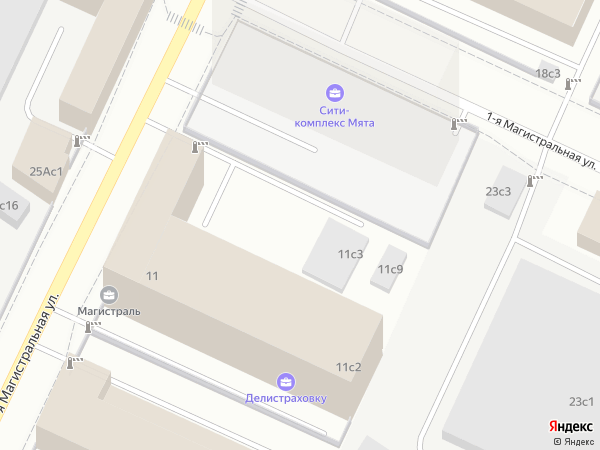 18с3
Сити-
комплекс Мята
1-я Магистральная ул.
25Ас1
23с3
с16
11с3
11с9
11
Магистраль
я Магистральная ул.
11с2
Делистраховку
23с1
Яндекс
© Яндекс